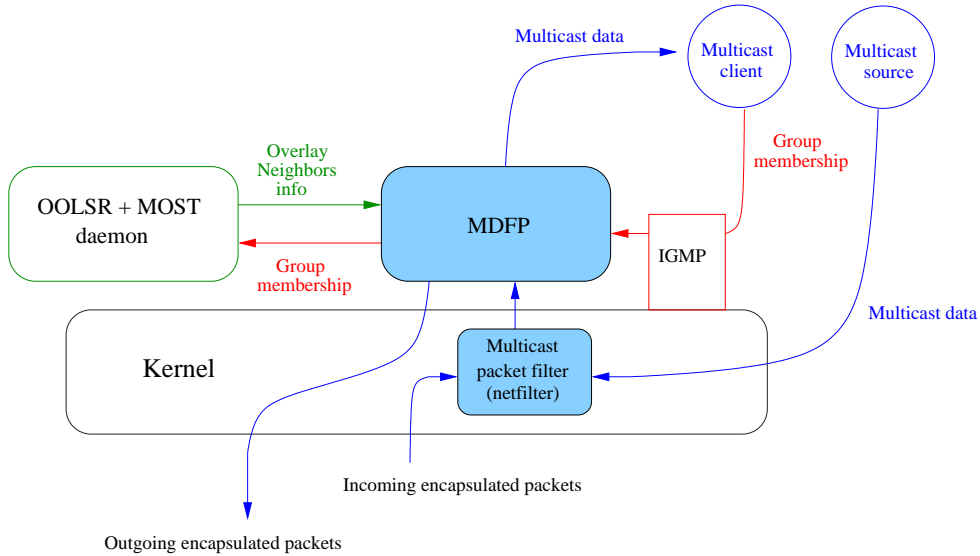 Multicast data
Multicast
client
Multicast
source
Group
membership
Overlay
Neighbors
info
OOLSR + MOST
daemon
MDFP
IGMP
Group
membership
Multicast data
Kernel
Multicast
packet filter
(netfilter)
Incoming encapsulated packets
Outgoing encapsulated packets